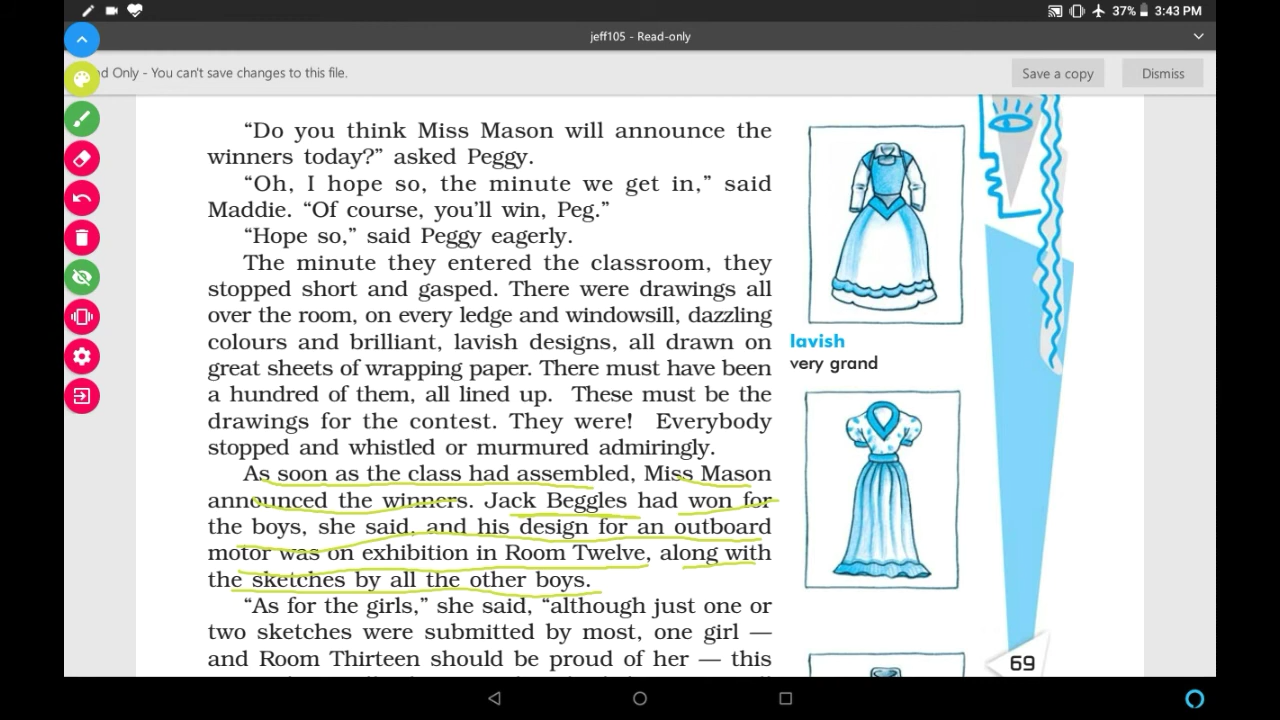 37% 3:43 PM
jeff105 - Read-only
d Only - You can't save changes to this file.
Save a copy
Dismiss
“Do you think Miss Mason will announce the
winners today?” asked Peggy.
“Oh, I hope so, the minute we get in,” said
Maddie. “Of course, you’ll win, Peg.”
“Hope so,” said Peggy eagerly.
The minute they entered the classroom, they
stopped short and gasped. There were drawings all
over the room, on every ledge and windowsill, dazzling
colours and brilliant, lavish designs, all drawn on
great sheets of wrapping paper. There must have been
a hundred of them, all lined up. These must be the
drawings for the contest. They were! Everybody
stopped and whistled or murmured admiringly.
As soon as the class had assembled, Miss Mason
announced the winners. Jack Beggles had won for
the boys, she said, and his design for an outboard
motor was on exhibition in Room Twelve, along with
the sketches by all the other boys.
“As for the girls,” she said, “although just one or
two sketches were submitted by most, one girl —
and Room Thirteen should be proud of her — this
lavish
very grand
69